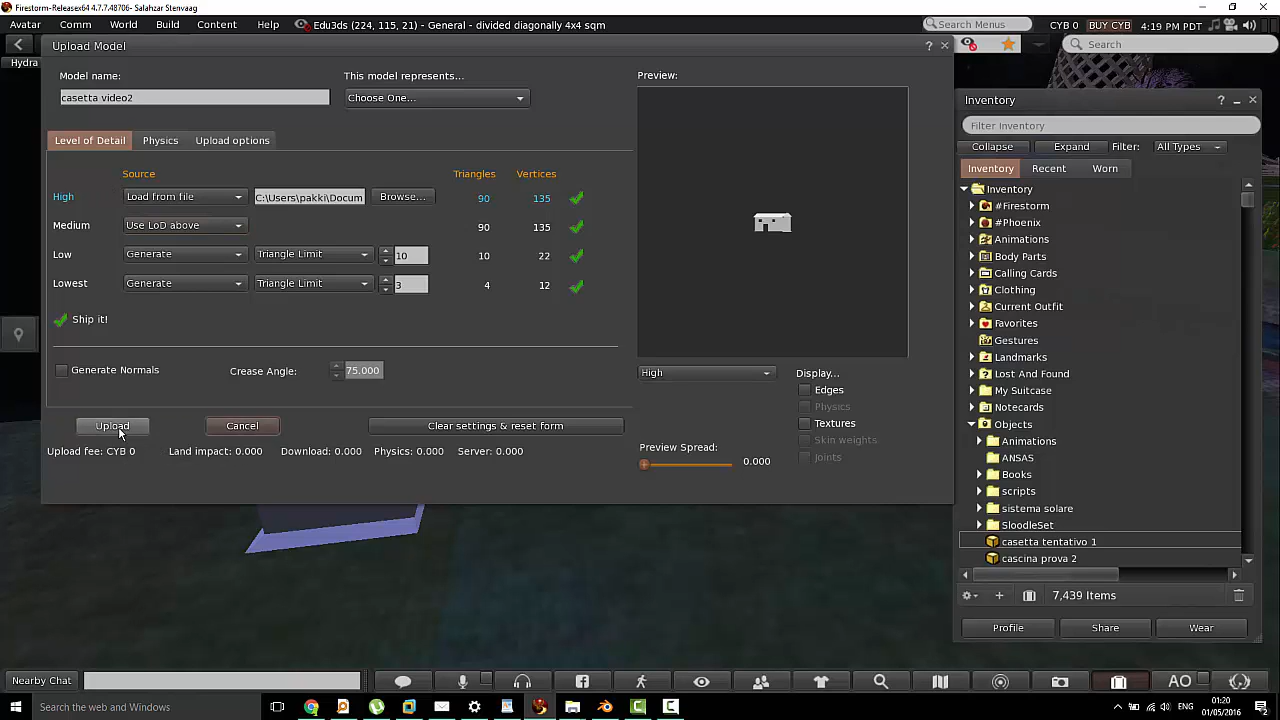 Firestorm-Releasex64 4.7.7.48706- Salahzar Stenvaag
Avatar Comms World Build Content Help Edu3ds (224, 115, 21) - General - divided diagonally 4x4 sqm Search Menus CYB 0 BUY CYB 4:19 PM PDT
Search
Hydra
Upload Model
Model name: This model represents... Preview:
casetta video2 Choose One...
Level of Detail Physics Upload options
Source Triangles Vertices
High Load from file C:\Users\pakki\Docum Browse... 90 135
Medium Use LoD above 90 135
Low Generate Triangle Limit 10 10 22
Lowest Generate Triangle Limit 3 4 12
Ship it!
Generate Normals Crease Angle: 75.000
Upload Cancel Clear settings & reset form
Upload fee: CYB 0 Land impact: 0.000 Download: 0.000 Physics: 0.000 Server: 0.000
High Display...
Edges
Physics
Textures
Skin weights
Joints
Preview Spread: 0.000
Inventory
Filter Inventory
Collapse Expand Filter: All Types
Inventory Recent Worn
Inventory
#Firestorm
#Phoenix
Animations
Body Parts
Calling Cards
Clothing
Current Outfit
Favorites
Gestures
Landmarks
Lost And Found
My Suitcase
Notecards
Objects
Animations
ANSAS
Books
scripts
sistema solare
SloodleSet
casetta tentativo 1
cascina prova 2
7,439 Items
Profile Share Wear
Nearby Chat AO
Search the web and Windows ENG 01:20
01/05/2016